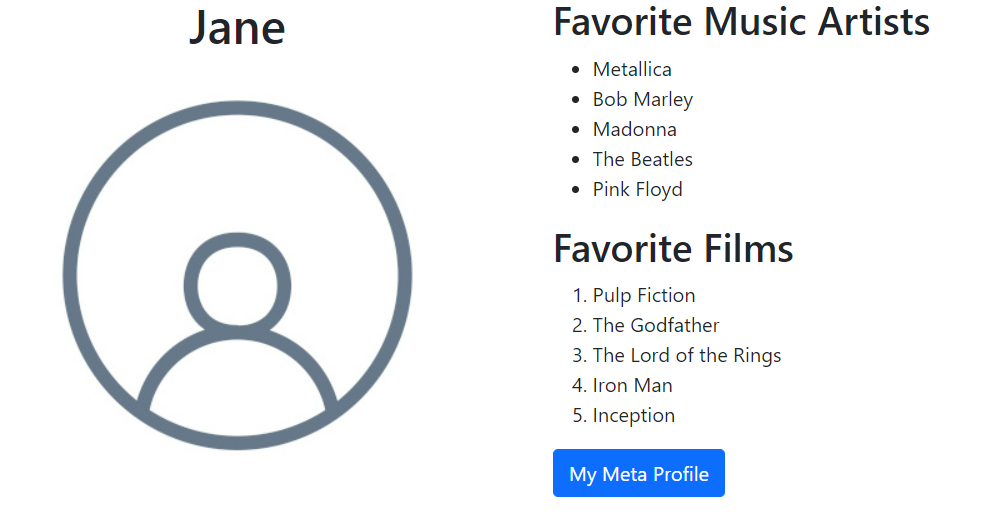 Jane
Favorite Music Artists
• Metallica
• Bob Marley
• Madonna
• The Beatles
• Pink Floyd
Favorite Films
1. Pulp Fiction
2. The Godfather
3. The Lord of the Rings
4. Iron Man
5. Inception
My Meta Profile